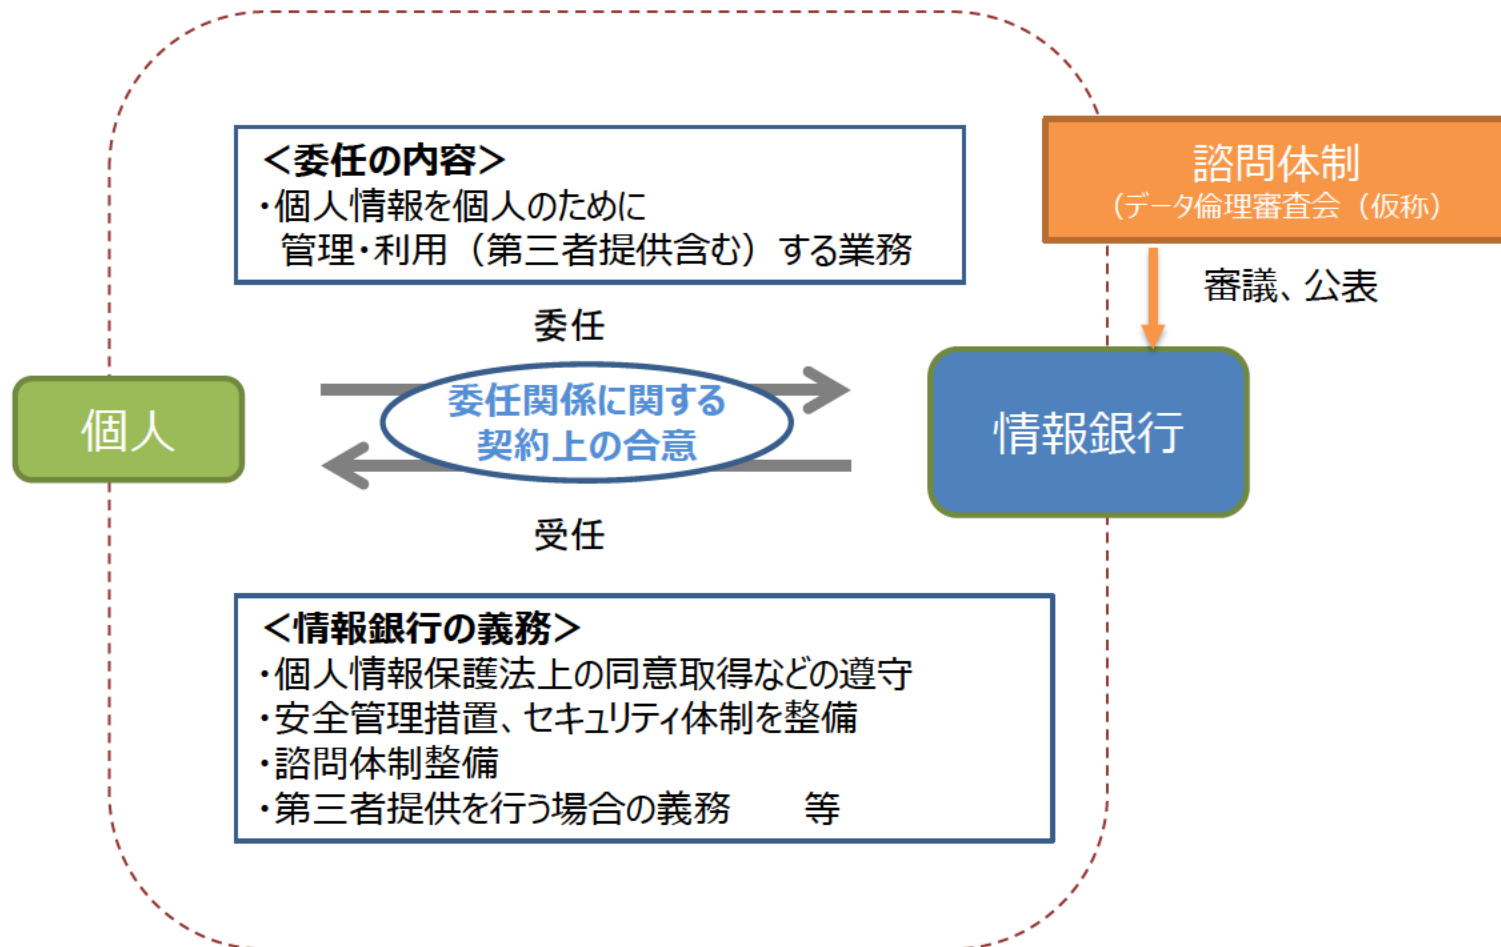 <委任の内容>
・個人情報を個人のために
管理・利用（第三者提供含む）する業務
諮問体制
（データ倫理審査会（仮称）
審議、公表
委任
個人
委任関係に関する
契約上の合意
情報銀行
受任
<情報銀行の義務>
・個人情報保護法上の同意取得などの遵守
・安全管理措置、セキュリティ体制を整備
・諮問体制整備
・第三者提供を行う場合の義務　　等